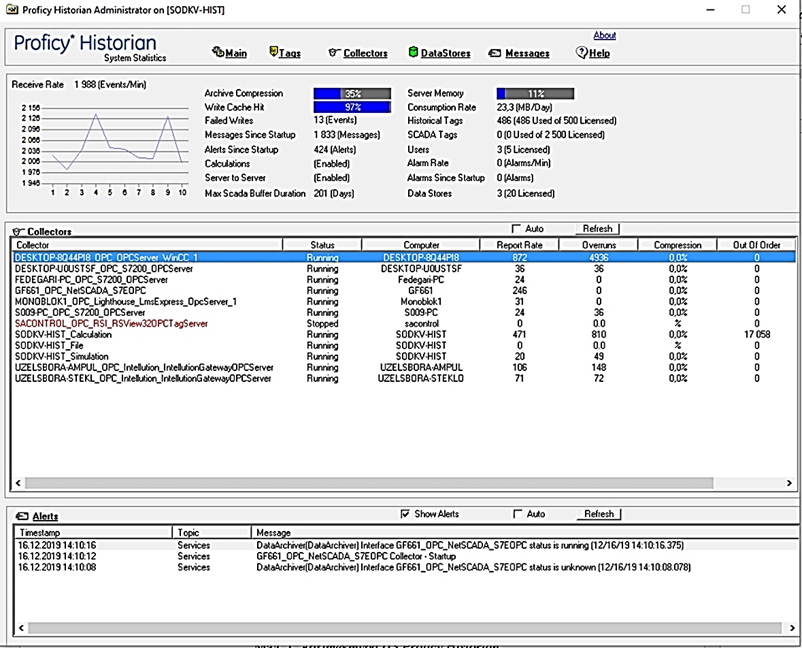 Proficy Historian Administrator on [SODKV-HIST]
Proficy* Historian
System Statistics
About
Main Tags Collectors DataStores Messages Help
Receive Rate 1 988 (Events/Min)
2 156
2 126
2 096
2 066
2 036
2 006
1 976
1 946
1 2 3 4 5 6 7 8 9 10
Archive Compression 35%
Write Cache Hit 97%
Failed Writes 13 (Events)
Messages Since Startup 1 833 (Messages)
Alerts Since Startup 424 (Alerts)
Calculations (Enabled)
Server to Server (Enabled)
Max Scada Buffer Duration 201 (Days)
Server Memory 11%
Consumption Rate 23,3 (MB/Day)
Historical Tags 486 (486 Used of 500 Licensed)
SCADA Tags 0 (0 Used of 2 500 Licensed)
Users 3 (5 Licensed)
Alarm Rate 0 (Alarms/Min)
Alarms Since Startup 0 (Alarms)
Data Stores 3 (20 Licensed)
Collectors Auto Refresh
Collector Status Computer Report Rate Overruns Compression Out Of Order
DESKTOP-8Q44PI8_OPC_OPCServer_WinCC_1 Running DESKTOP-8Q44PI8 872 4936 0,0% 0
DESKTOP-U0USTSF_OPC_S7200_OPCServer Running DESKTOP-U0USTSF 36 36 0,0% 0
FEDEGARI-PC_OPC_S7200_OPCServer Running Fedegari-PC 24 0 0,0% 0
GF661_OPC_NetSCADA_S7EOPC Running GF661 246 0 0,0% 0
MONOBLOK1_OPC_Lighthouse_LmsExpress_OpcServer_1 Running Monoblok1 31 0 0,0% 0
S009-PC_OPC_S7200_OPCServer Running S009-PC 24 36 0,0% 0
SACONTROL_OPC_RSI_RSView32OPCTagServer Stopped sacontrol 0 0.0 % 0
SODKV-HIST_Calculation Running SODKV-HIST 471 810 0,0% 17 058
SODKV-HIST_File Running SODKV-HIST 0 0.0 % 0
SODKV-HIST_Simulation Running SODKV-HIST 20 49 0,0% 0
UZELSBORA-AMPUL_OPC_Intellution_IntellutionGatewayOPCServer Running UZELSBORA-AMPUL 106 148 0,0% 0
UZELSBORA-STEKL_OPC_Intellution_IntellutionGatewayOPCServer Running UZELSBORA-STEKLO 71 72 0,0% 0
Alerts Show Alerts Auto Refresh
Timestamp Topic Message
16.12.2019 14:10:16 Services DataArchiver(DataArchiver) Interface GF661_OPC_NetSCADA_S7EOPC status is running (12/16/19 14:10:16.375)
16.12.2019 14:10:12 Services GF661_OPC_NetSCADA_S7EOPC Collector - Startup
16.12.2019 14:10:08 Services DataArchiver(DataArchiver) Interface GF661_OPC_NetSCADA_S7EOPC status is unknown (12/16/19 14:10:08.078)